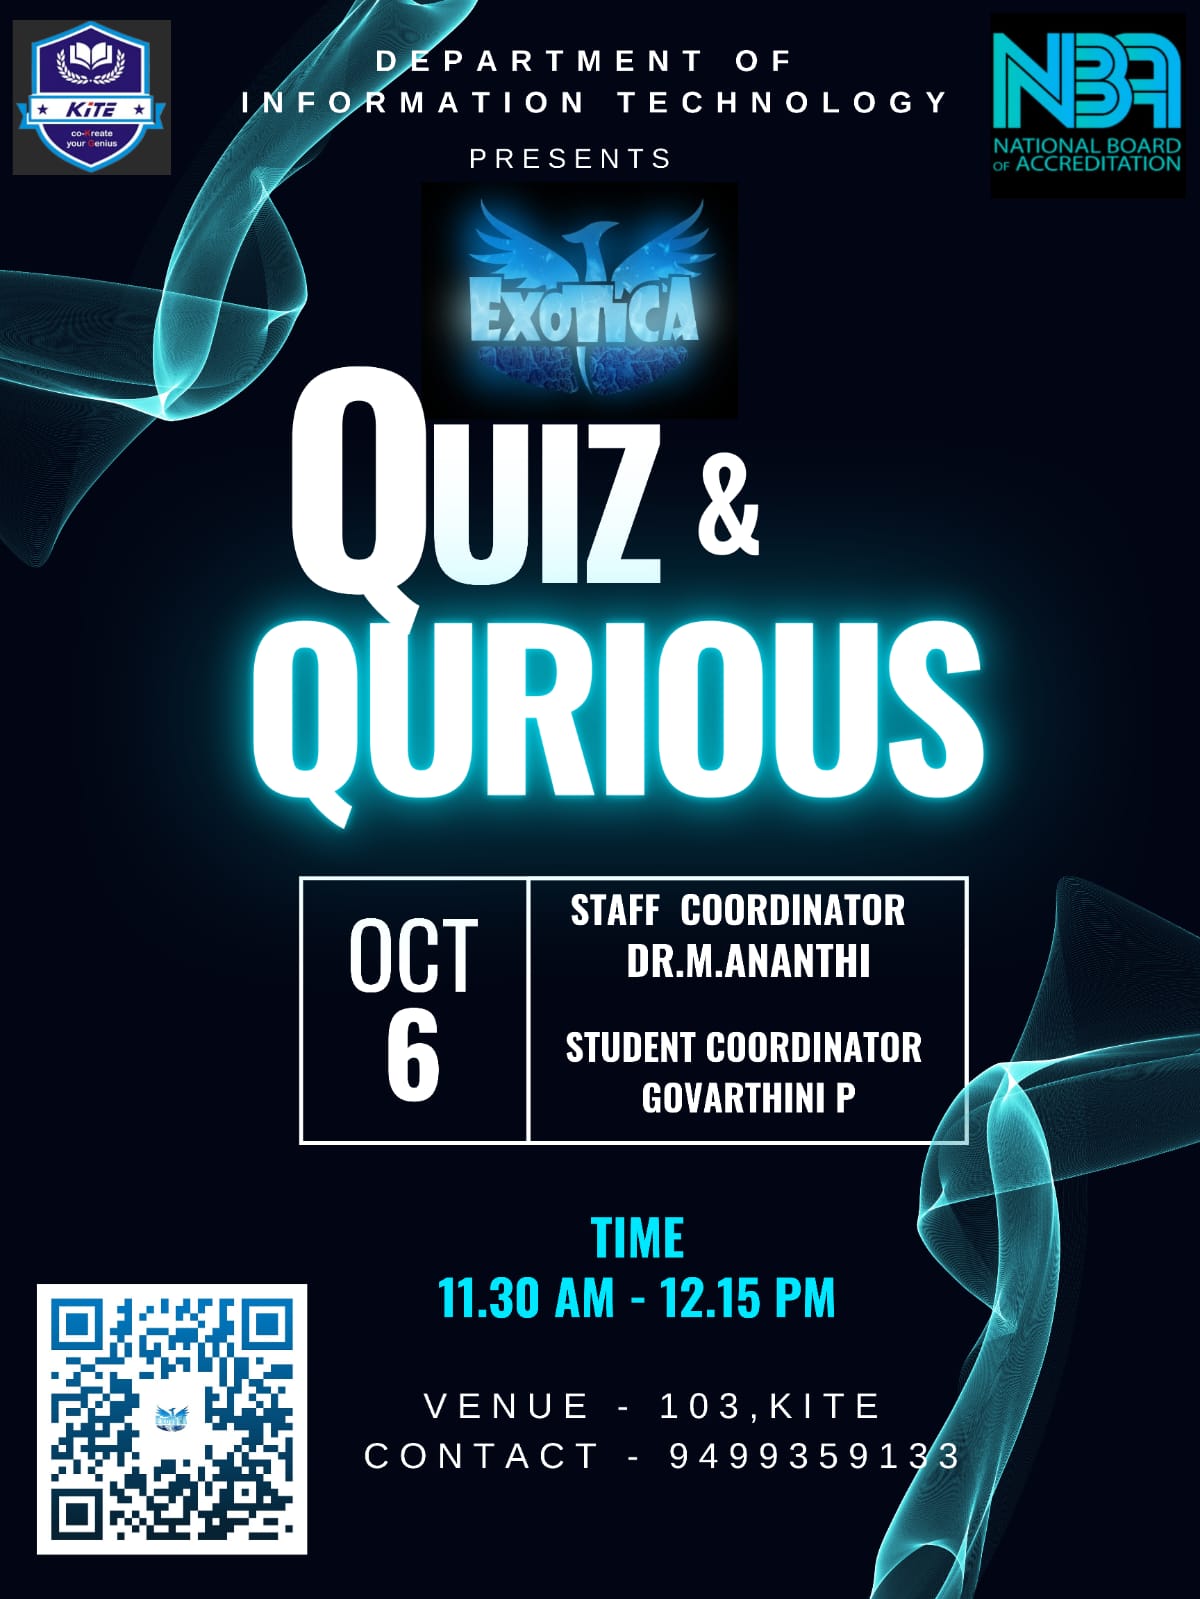 DEPARTMENT OF
INFORMATION TECHNOLOGY
PRESENTS
KiTE
co-Kreate
your Genius
NBA
NATIONAL BOARD
OF ACCREDITATION
EXOTiCA
QUIZ &
QURIOUS
OCT
6
STAFF COORDINATOR
DR.M.ANANTHI
STUDENT COORDINATOR
GOVARTHINI P
TIME
11.30 AM - 12.15 PM
VENUE - 103,KITE
CONTACT - 9499359133
EXOTiCA